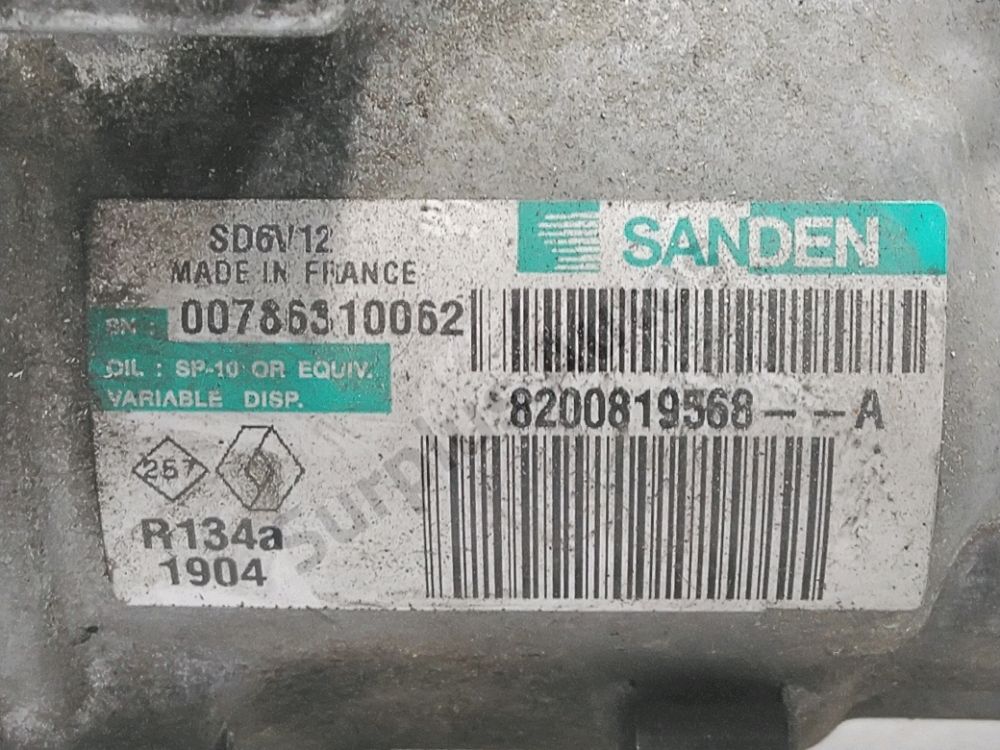 SD6V12
MADE IN FRANCE
SANDEN
SN: 00786310062
OIL : SP-10 OR EQUIV.
VARIABLE DISP.
8200819568--A
257
R134a
1904